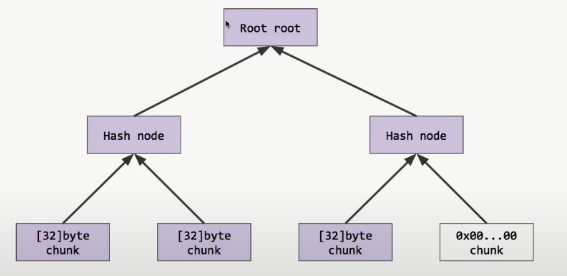 Root root
Hash node
Hash node
[32]byte
chunk
[32]byte
chunk
[32]byte
chunk
0x00...00
chunk